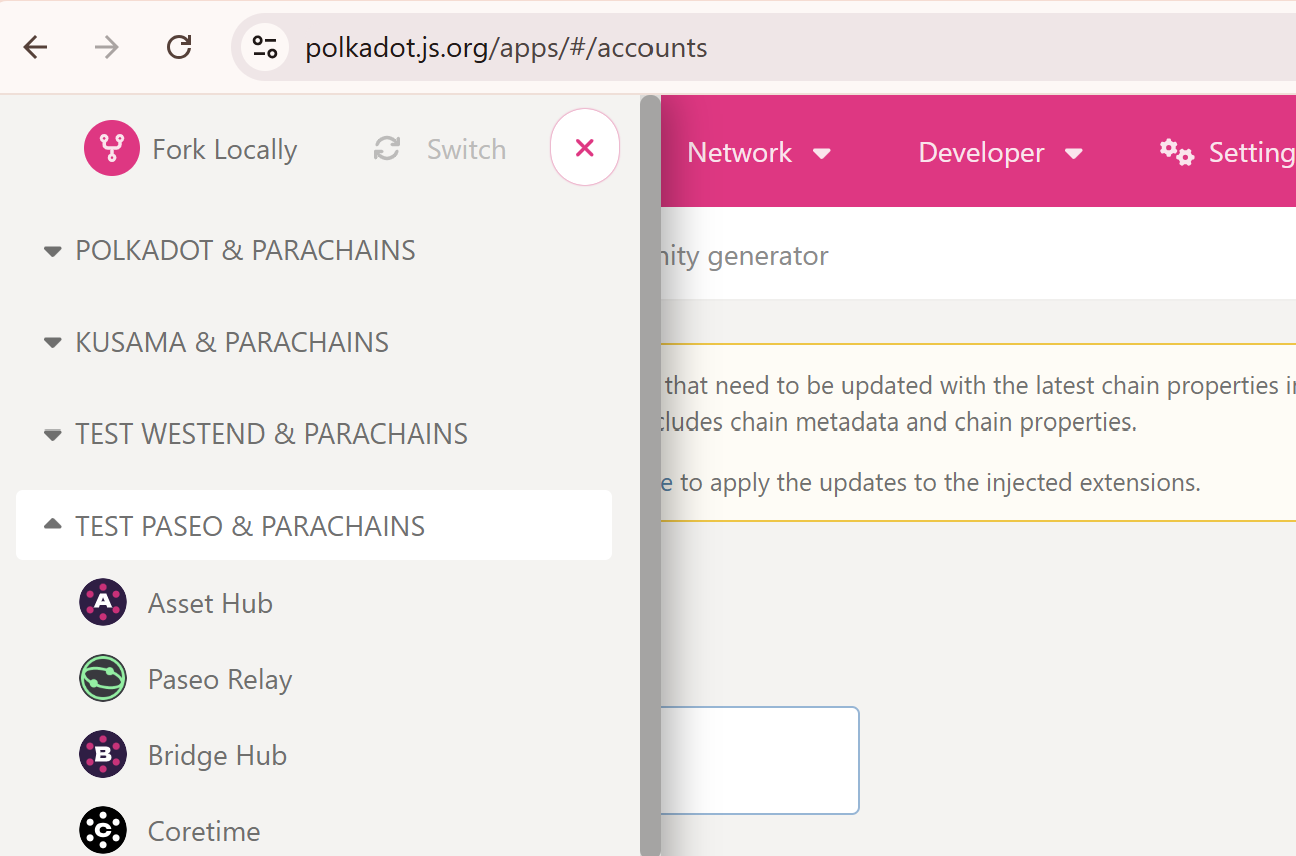 polkadot.js.org/apps/#/accounts
Fork Locally
Switch
Network
Developer
Setting
POLKADOT & PARACHAINS
nity generator
KUSAMA & PARACHAINS
that need to be updated with the latest chain properties in
cludes chain metadata and chain properties.
TEST WESTEND & PARACHAINS
e to apply the updates to the injected extensions.
TEST PASEO & PARACHAINS
A
Asset Hub
Paseo Relay
B
Bridge Hub
C
Coretime